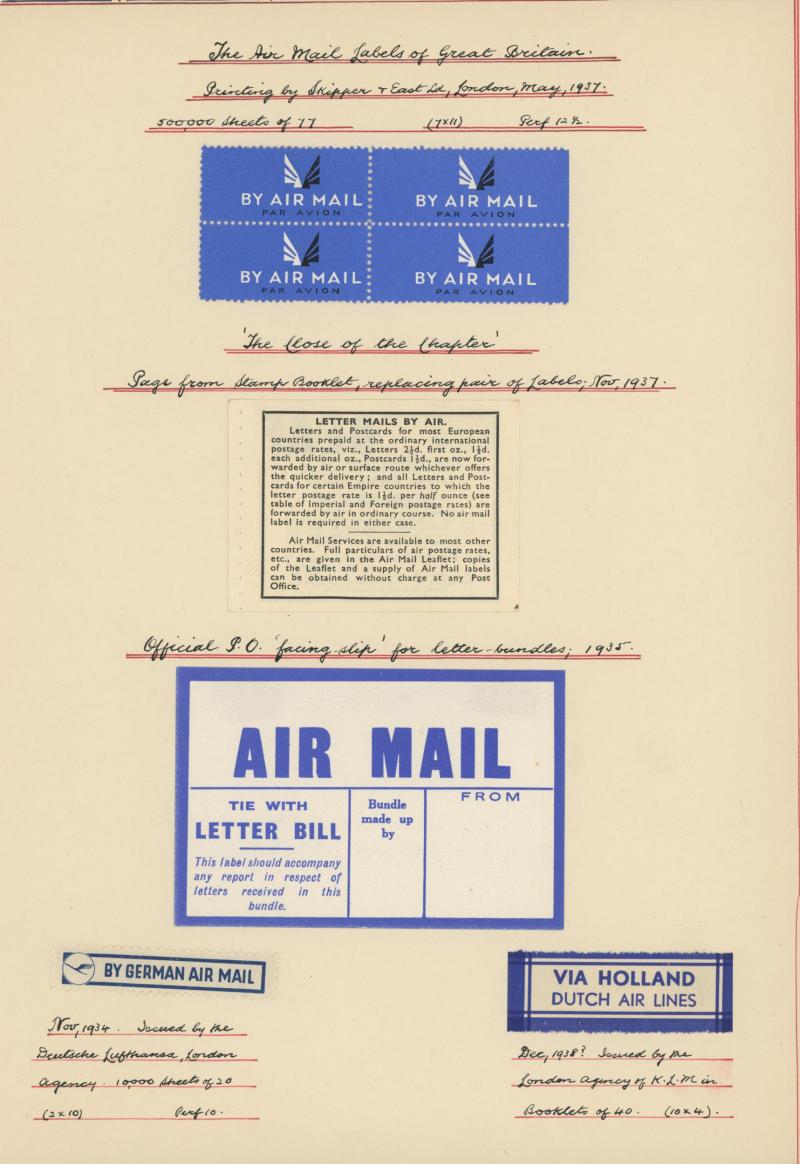 The Air Mail Labels of Great Britain.
Printing by Skipper + East Ld, London, May, 1937.
500,000 Sheets of 77 (7x11) Perf 12½.
BY AIR MAIL BY AIR MAIL
PAR AVION PAR AVION
BY AIR MAIL BY AIR MAIL
PAR AVION PAR AVION
'The Close of the Chapter'
Page from Stamp Booklet, replacing pair of Labels; Nov, 1937.
LETTER MAILS BY AIR.
Letters and Postcards for most European
countries prepaid at the ordinary international
postage rates, viz., Letters 2½d. first oz., 1½d.
each additional oz., Postcards 1½d., are now for-
warded by air or surface route whichever offers
the quicker delivery; and all Letters and Post-
cards for certain Empire countries to which the
letter postage rate is 1½d. per half ounce (see
table of Imperial and Foreign postage rates) are
forwarded by air in ordinary course. No air mail
label is required in either case.
Air Mail Services are available to most other
countries. Full particulars of air postage rates,
etc., are given in the Air Mail Leaflet; copies
of the Leaflet and a supply of Air Mail labels
can be obtained without charge at any Post
Office.
Official P.O. 'facing-slip' for letter-bundles; 1935.
AIR MAIL
TIE WITH
LETTER BILL
This label should accompany
any report in respect of
letters received in this
bundle.
Bundle
made up
by
FROM
BY GERMAN AIR MAIL
Nov, 1934. Issued by the
Deutsche Lufthansa, London
Agency. 10,000 Sheets of 20
(2x10) Perf 10.
VIA HOLLAND
DUTCH AIR LINES
Dec, 1938? Issued by the
London Agency of K.L.M in
Booklets of 40. (10x4).